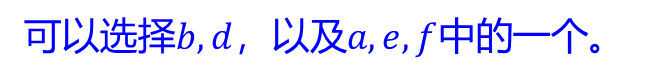 可以选择b, d，以及a, e, f中的一个。